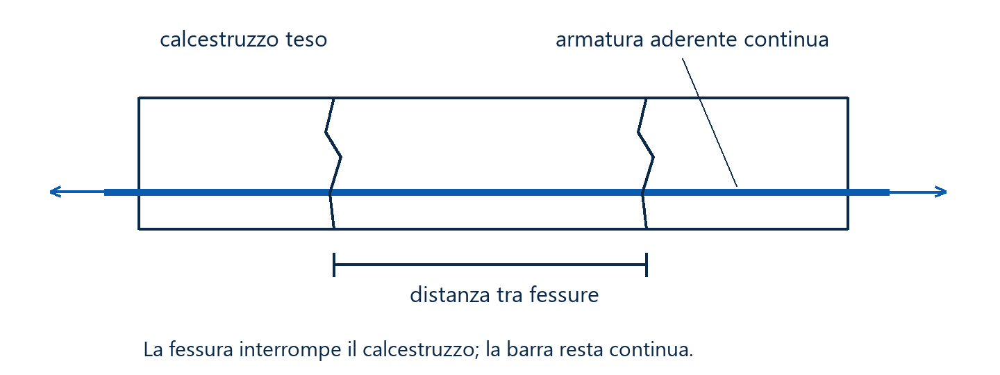 calcestruzzo teso
armatura aderente continua
distanza tra fessure
La fessura interrompe il calcestruzzo; la barra resta continua.